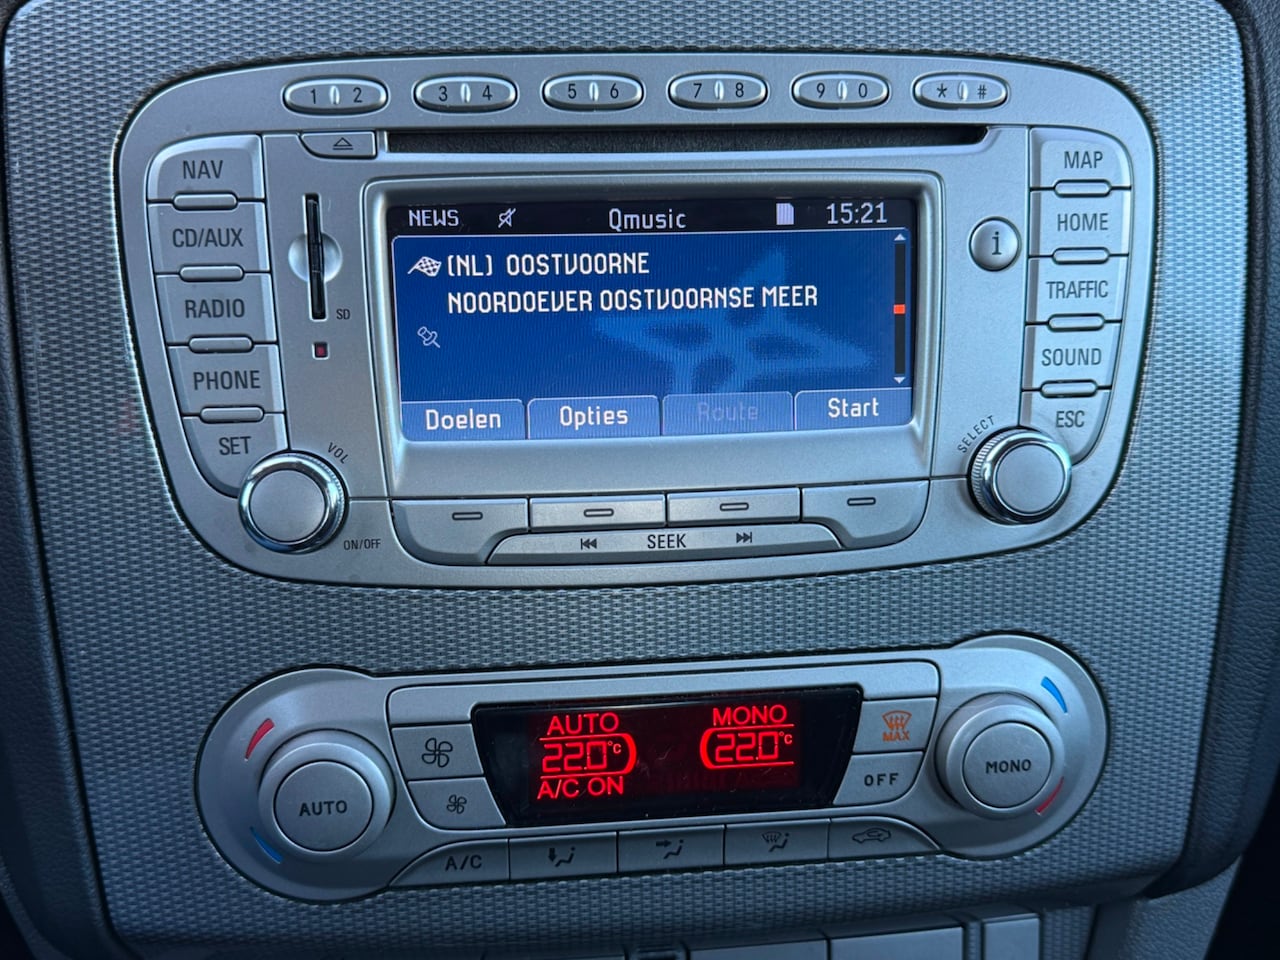 1 2
3 4
5 6
7 8
9 0
* #
NAV
CD/AUX
RADIO
PHONE
SET
SD
NEWS Qmusic 15:21
[NL] OOSTVOORNE
NOORDOEVER OOSTVOORNSE MEER
Doelen Opties Route Start
i
MAP
HOME
TRAFFIC
SOUND
ESC
VOL
ON/OFF
SELECT
SEEK
AUTO MONO
22.0°C 22.0°C
A/C ON
AUTO
MAX
OFF
MONO
A/C